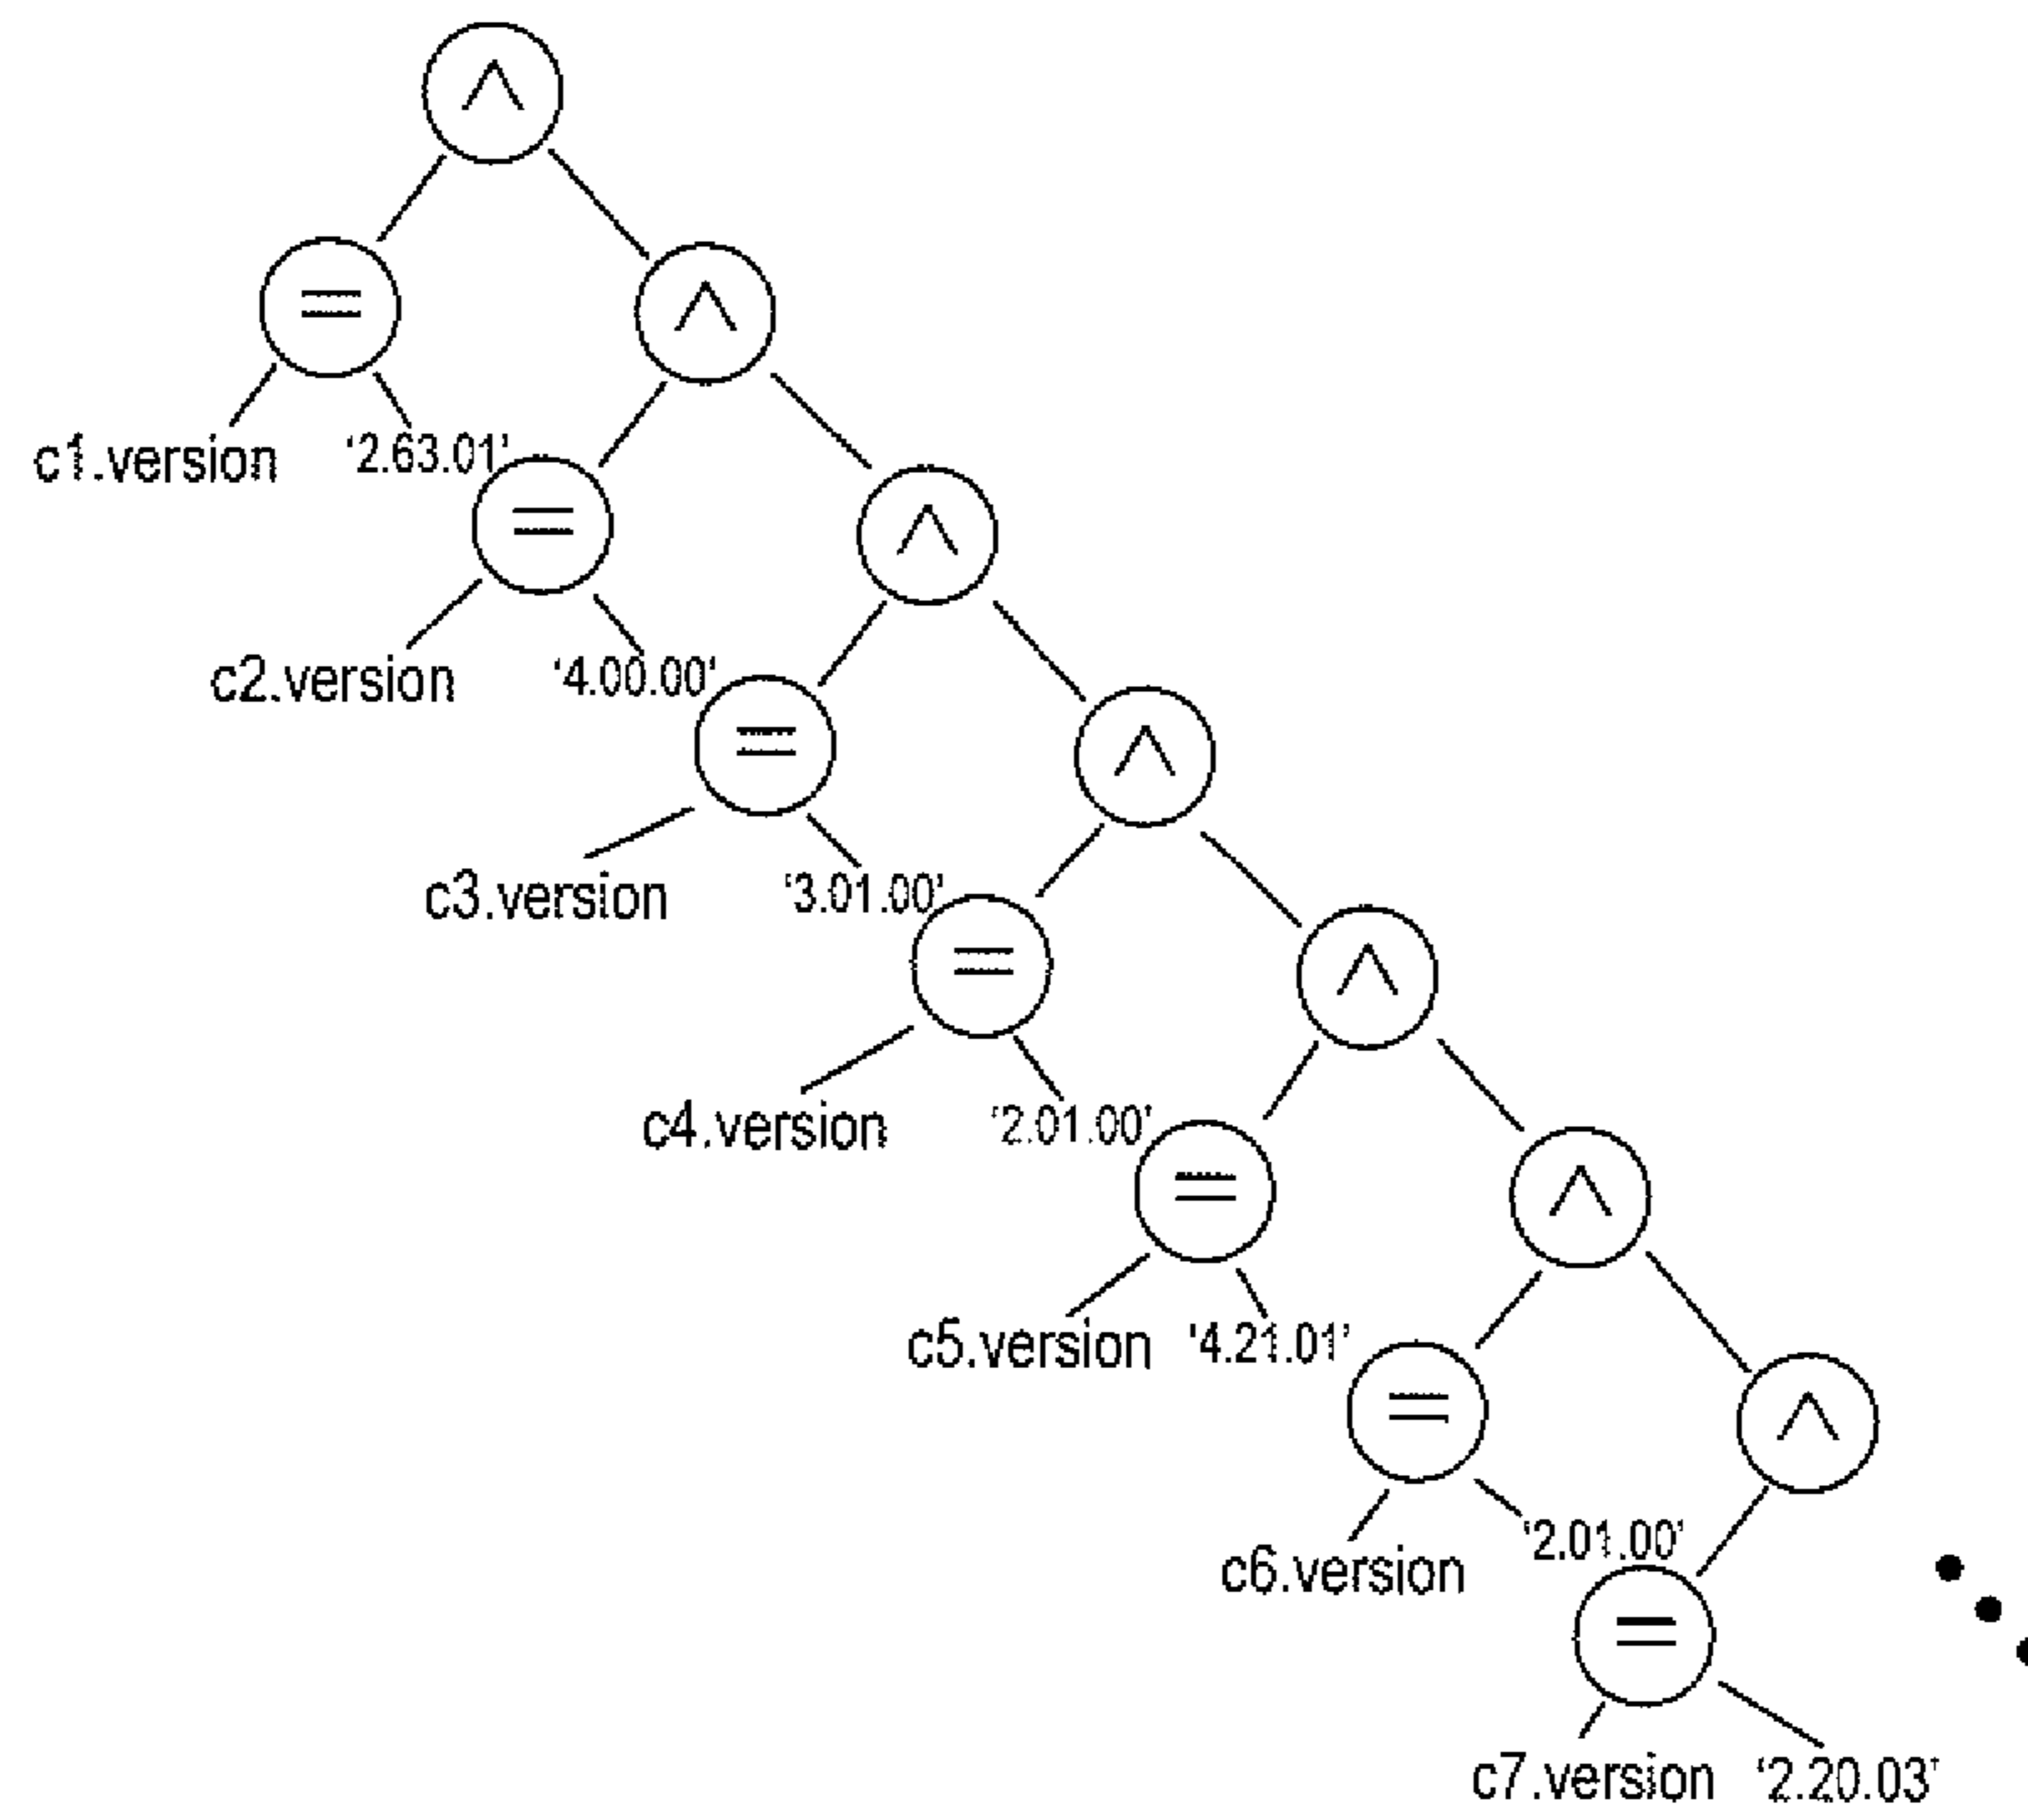 ∧
= ∧
c1.version ‘2.63.01’
= ∧
c2.version ‘4.00.00’
= ∧
c3.version ‘3.01.00’
= ∧
c4.version ‘2.01.00’
= ∧
c5.version ‘4.21.01’
= ∧
c6.version ‘2.01.00’
=
c7.version ‘2.20.03’